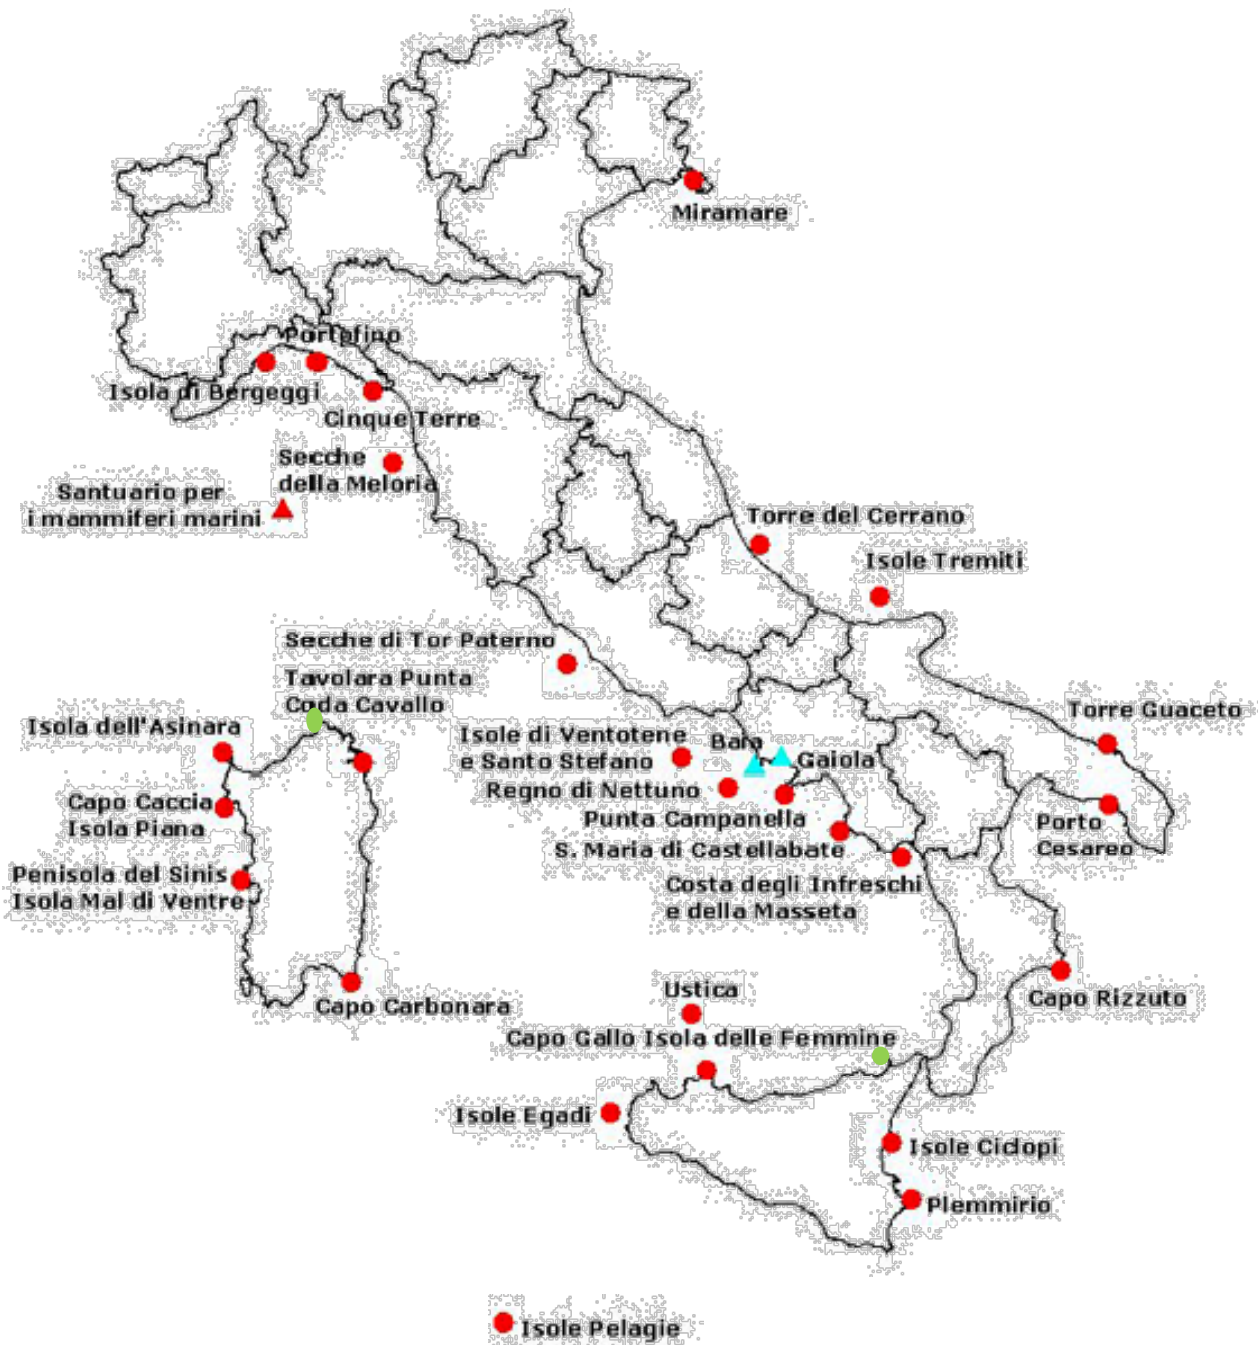 Miramare
Portofino
Isola di Bergeggi
Cinque Terre
Secche
della Meloria
Santuario per
i mammiferi marini
Torre del Cerrano
Isole Tremiti
Secche di Tor Paterno
Tavolara Punta
Coda Cavallo
Isola dell'Asinara
Torre Guaceto
Isole di Ventotene
e Santo Stefano
Baia
Gaiola
Regno di Nettuno
Capo Caccia
Isola Piana
Punta Campanella
Porto
Cesareo
S. Maria di Castellabate
Penisola del Sinis
Isola Mal di Ventre
Costa degli Infreschi
e della Masseta
Ustica
Capo Carbonara
Capo Rizzuto
Capo Gallo Isola delle Femmine
Isole Egadi
Isole Ciclopi
Plemmirio
Isole Pelagie